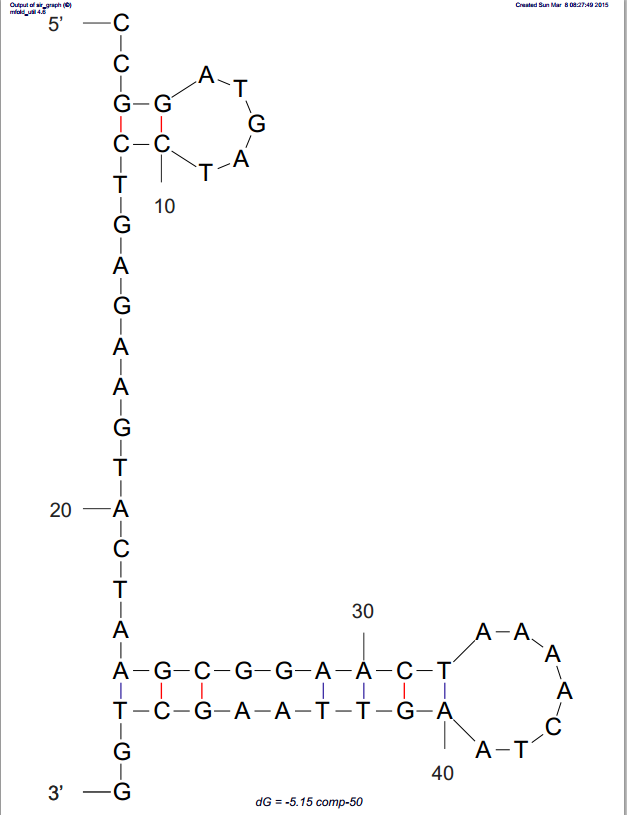 Output of sir_graph (©)
mfold_util 4.6
Created Sun Mar 8 08:27:49 2015
5' C
C
G G A T G A T C C
10
C
T
G
A
G
A
A
G
T
20 A
C
T
A
30
A G C G G A A C T A A A A C T A
T C G A A T T G A
40
G
3' G
dG = -5.15 comp-50